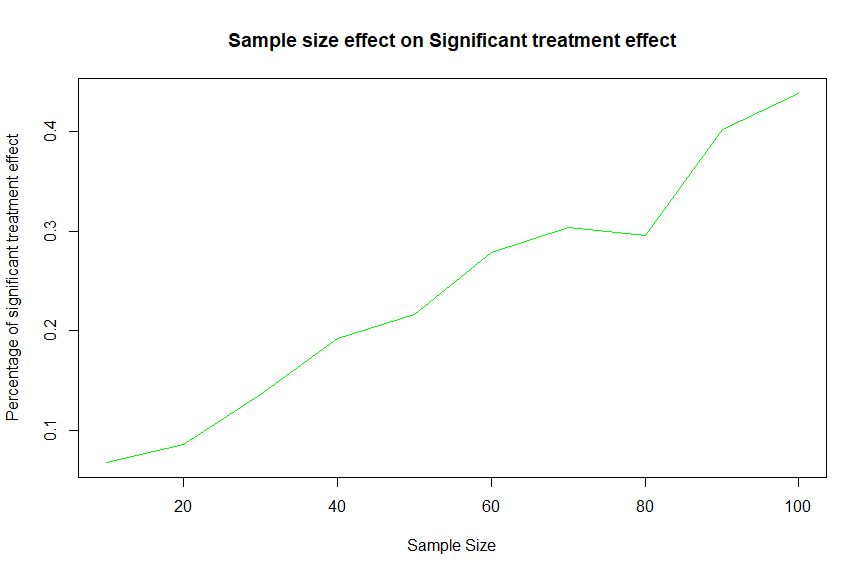 Sample size effect on Significant treatment effect
Percentage of significant treatment effect
0.4
0.3
0.2
0.1
20 40 60 80 100
Sample Size